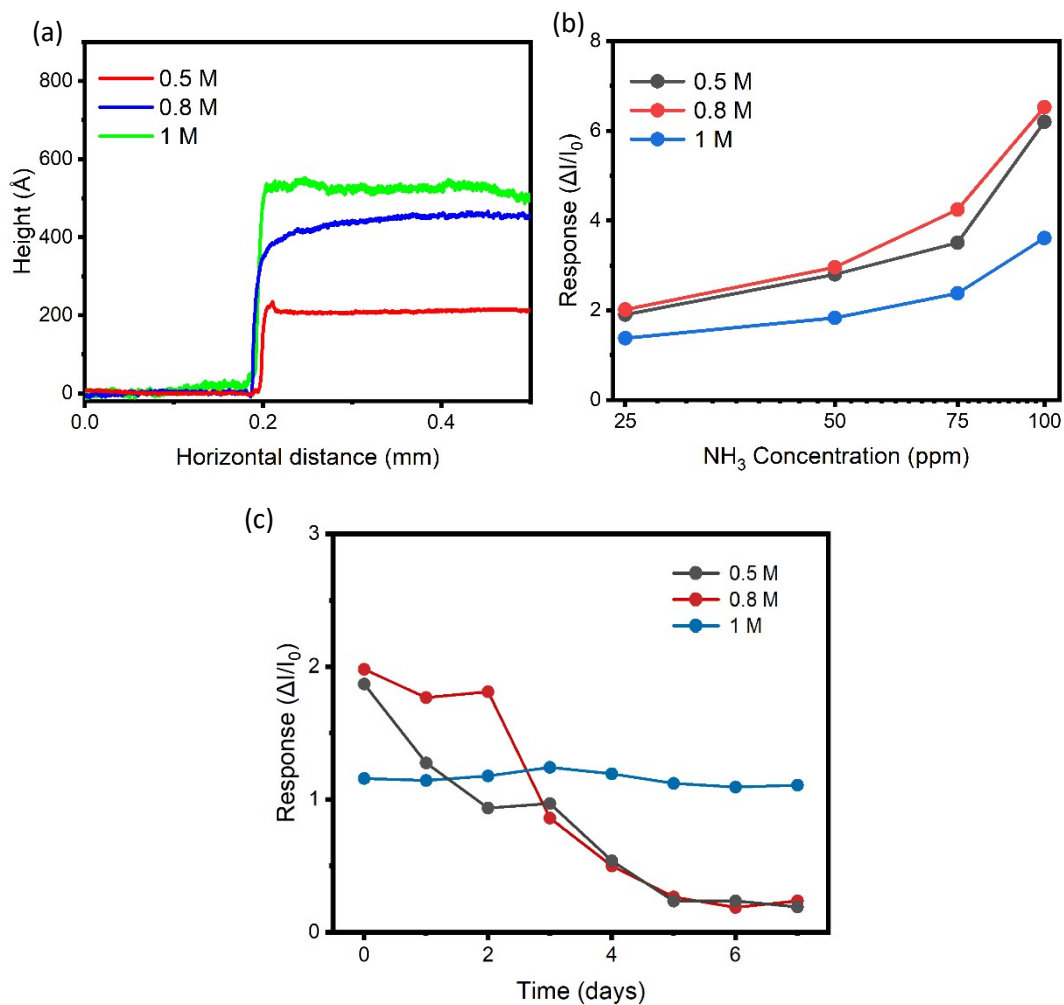 (a)
800
600
400
200
0
Height (Å)
0.5 M
0.8 M
1 M
0.0
0.2
0.4
Horizontal distance (mm)
(b)
8
6
4
2
0
Response (ΔI/I₀)
0.5 M
0.8 M
1 M
25
50
75
100
NH₃ Concentration (ppm)
(c)
3
2
1
0
Response (ΔI/I₀)
0.5 M
0.8 M
1 M
0
2
4
6
Time (days)